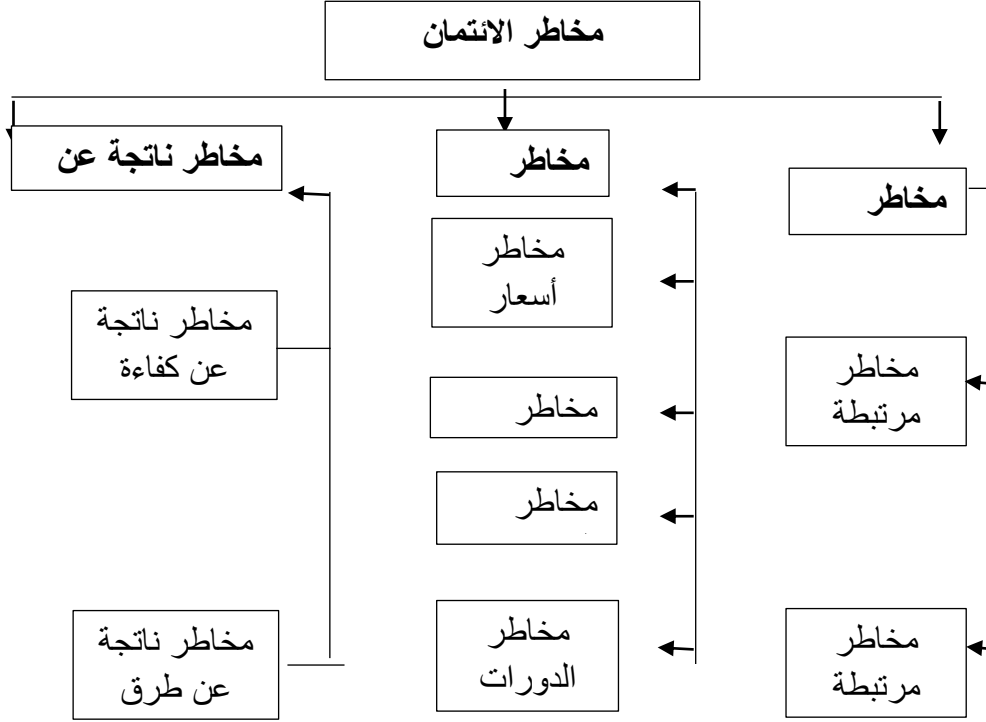 مخاطر الائتمان
مخاطر
مخاطر
مخاطر ناتجة عن
مخاطر
مرتبطة
مخاطر
مرتبطة
مخاطر
أسعار
مخاطر
مخاطر
مخاطر
الدورات
مخاطر ناتجة
عن كفاءة
مخاطر ناتجة
عن طرق